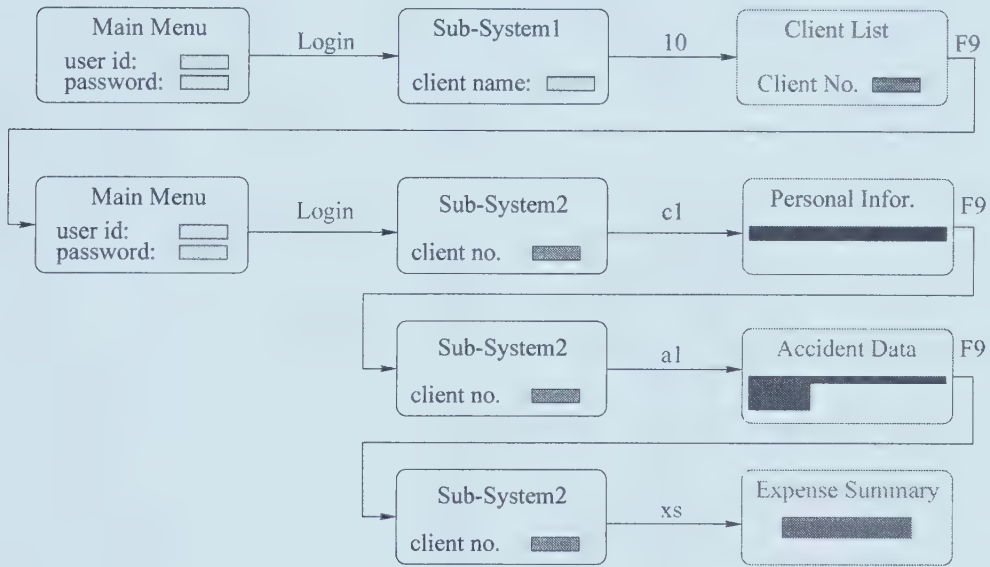 Main Menu
user id:
password:
Login
Sub-System1
client name:
10
Client List
Client No.
F9
Main Menu
user id:
password:
Login
Sub-System2
client no.
c1
Personal Infor.
F9
Sub-System2
client no.
a1
Accident Data
F9
Sub-System2
client no.
xs
Expense Summary